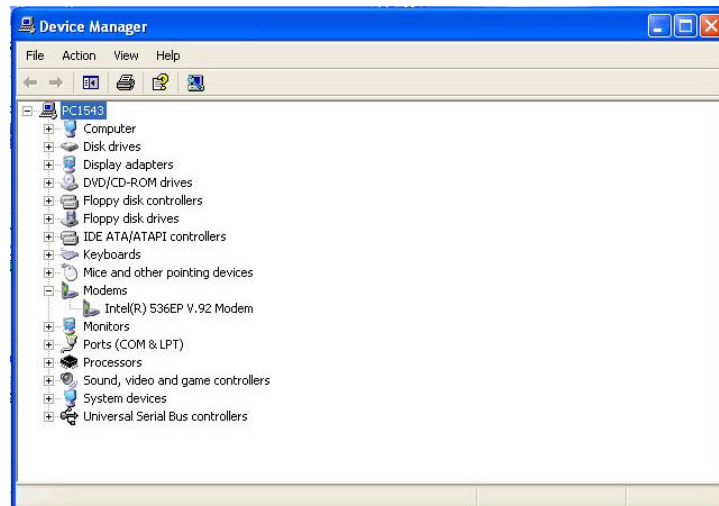 Device Manager
File Action View Help
PC1543
Computer
Disk drives
Display adapters
DVD/CD-ROM drives
Floppy disk controllers
Floppy disk drives
IDE ATA/ATAPI controllers
Keyboards
Mice and other pointing devices
Modems
Intel(R) 536EP V.92 Modem
Monitors
Ports (COM & LPT)
Processors
Sound, video and game controllers
System devices
Universal Serial Bus controllers